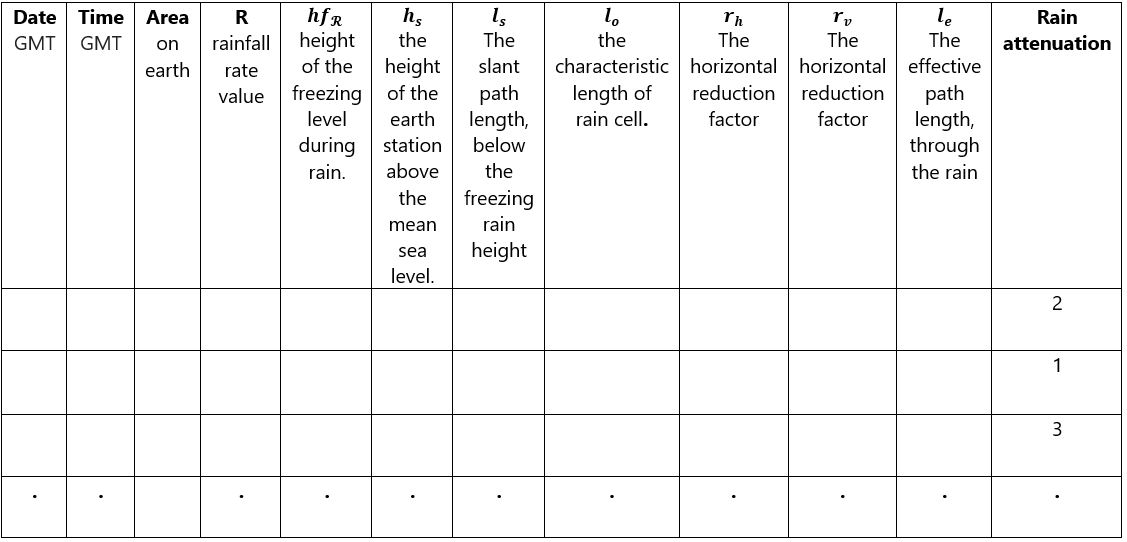 Date GMT
Time GMT
Area on earth
R rainfall rate value
hf_ℛ height of the freezing level during rain.
h_s the height of the earth station above the mean sea level.
l_s The slant path length, below the freezing rain height
l_o the characteristic length of rain cell.
r_h The horizontal reduction factor
r_v The horizontal reduction factor
l_e The effective path length, through the rain
Rain attenuation
2
1
3
. . . . . . . . . . .